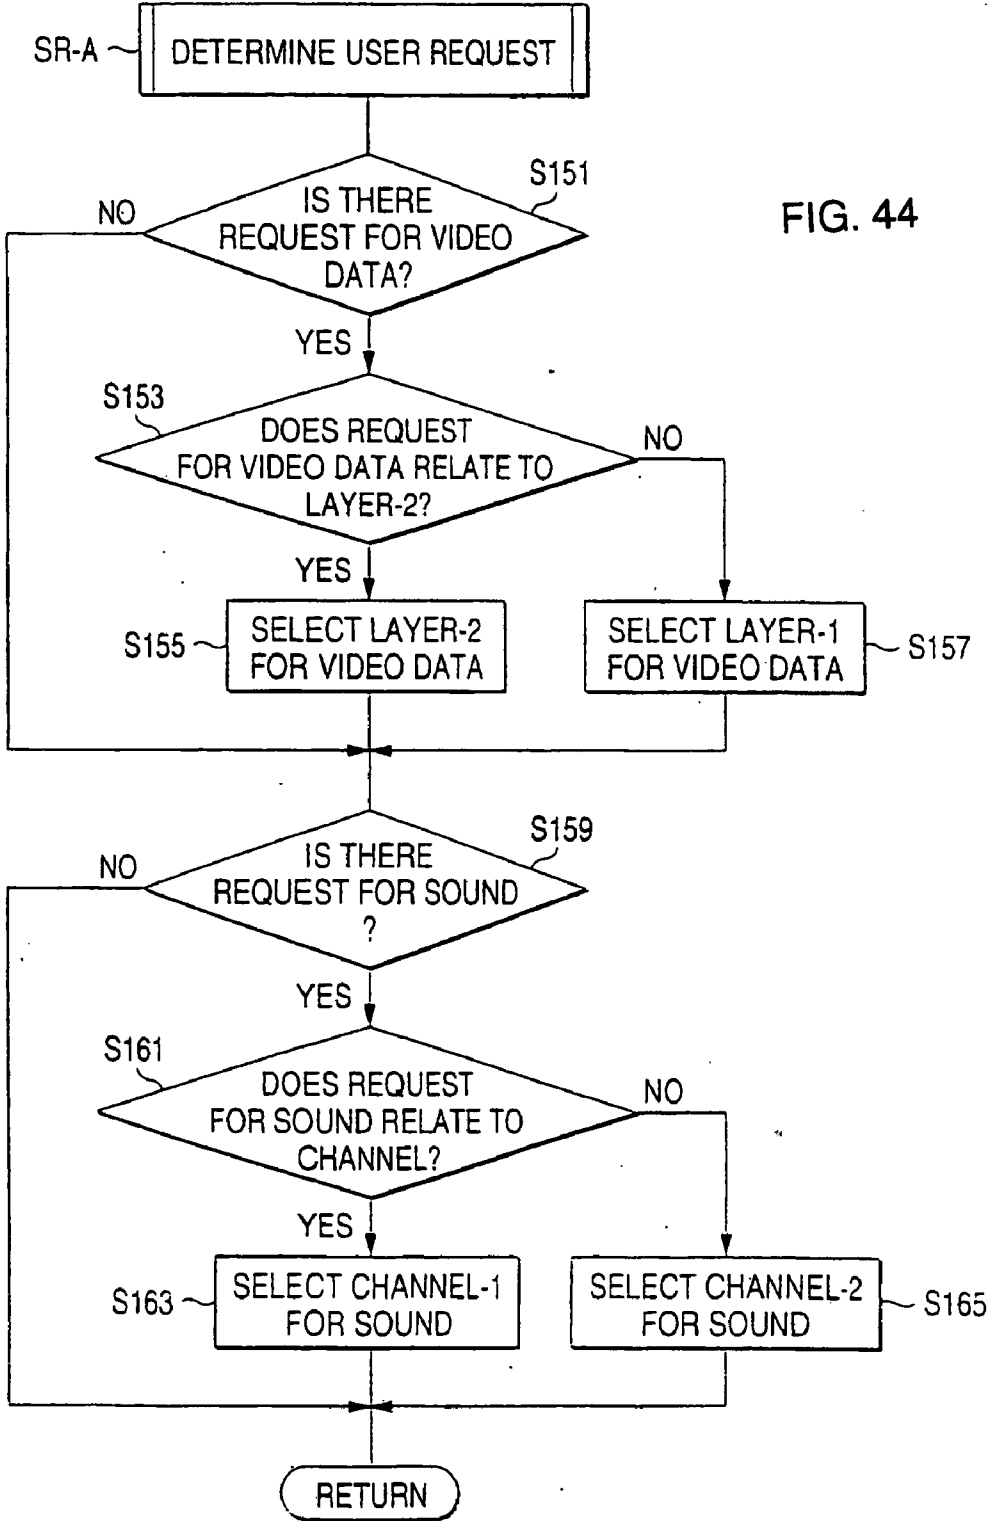 SR-A
DETERMINE USER REQUEST
S151
IS THERE
REQUEST FOR VIDEO
DATA?
NO
FIG. 44
YES
S153
DOES REQUEST
FOR VIDEO DATA RELATE TO
LAYER-2?
NO
YES
S155
SELECT LAYER-2
FOR VIDEO DATA
SELECT LAYER-1
FOR VIDEO DATA
S157
S159
IS THERE
REQUEST FOR SOUND
?
NO
YES
S161
DOES REQUEST
FOR SOUND RELATE TO
CHANNEL?
NO
YES
S163
SELECT CHANNEL-1
FOR SOUND
SELECT CHANNEL-2
FOR SOUND
S165
RETURN